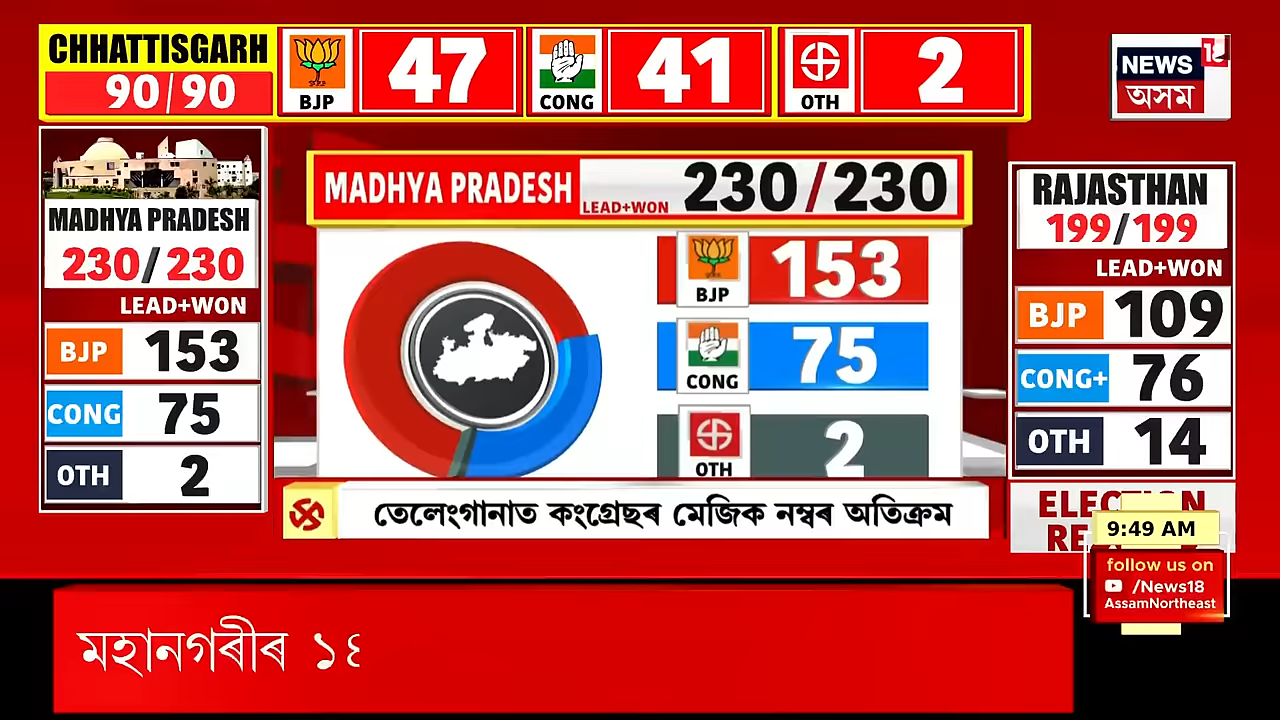 CHHATTISGARH
90/90
BJP
47
CONG
41
OTH
2
NEWS 18
অসম
MADHYA PRADESH
230/230
LEAD+WON
BJP 153
CONG 75
OTH 2
MADHYA PRADESH LEAD+WON 230/230
BJP 153
CONG 75
OTH 2
তেলেংগানাত কংগ্ৰেছৰ মেজিক নম্বৰ অতিক্ৰম
RAJASTHAN
199/199
LEAD+WON
BJP 109
CONG+ 76
OTH 14
9:49 AM
follow us on
/News18
AssamNortheast
মহানগৰীৰ ১৪